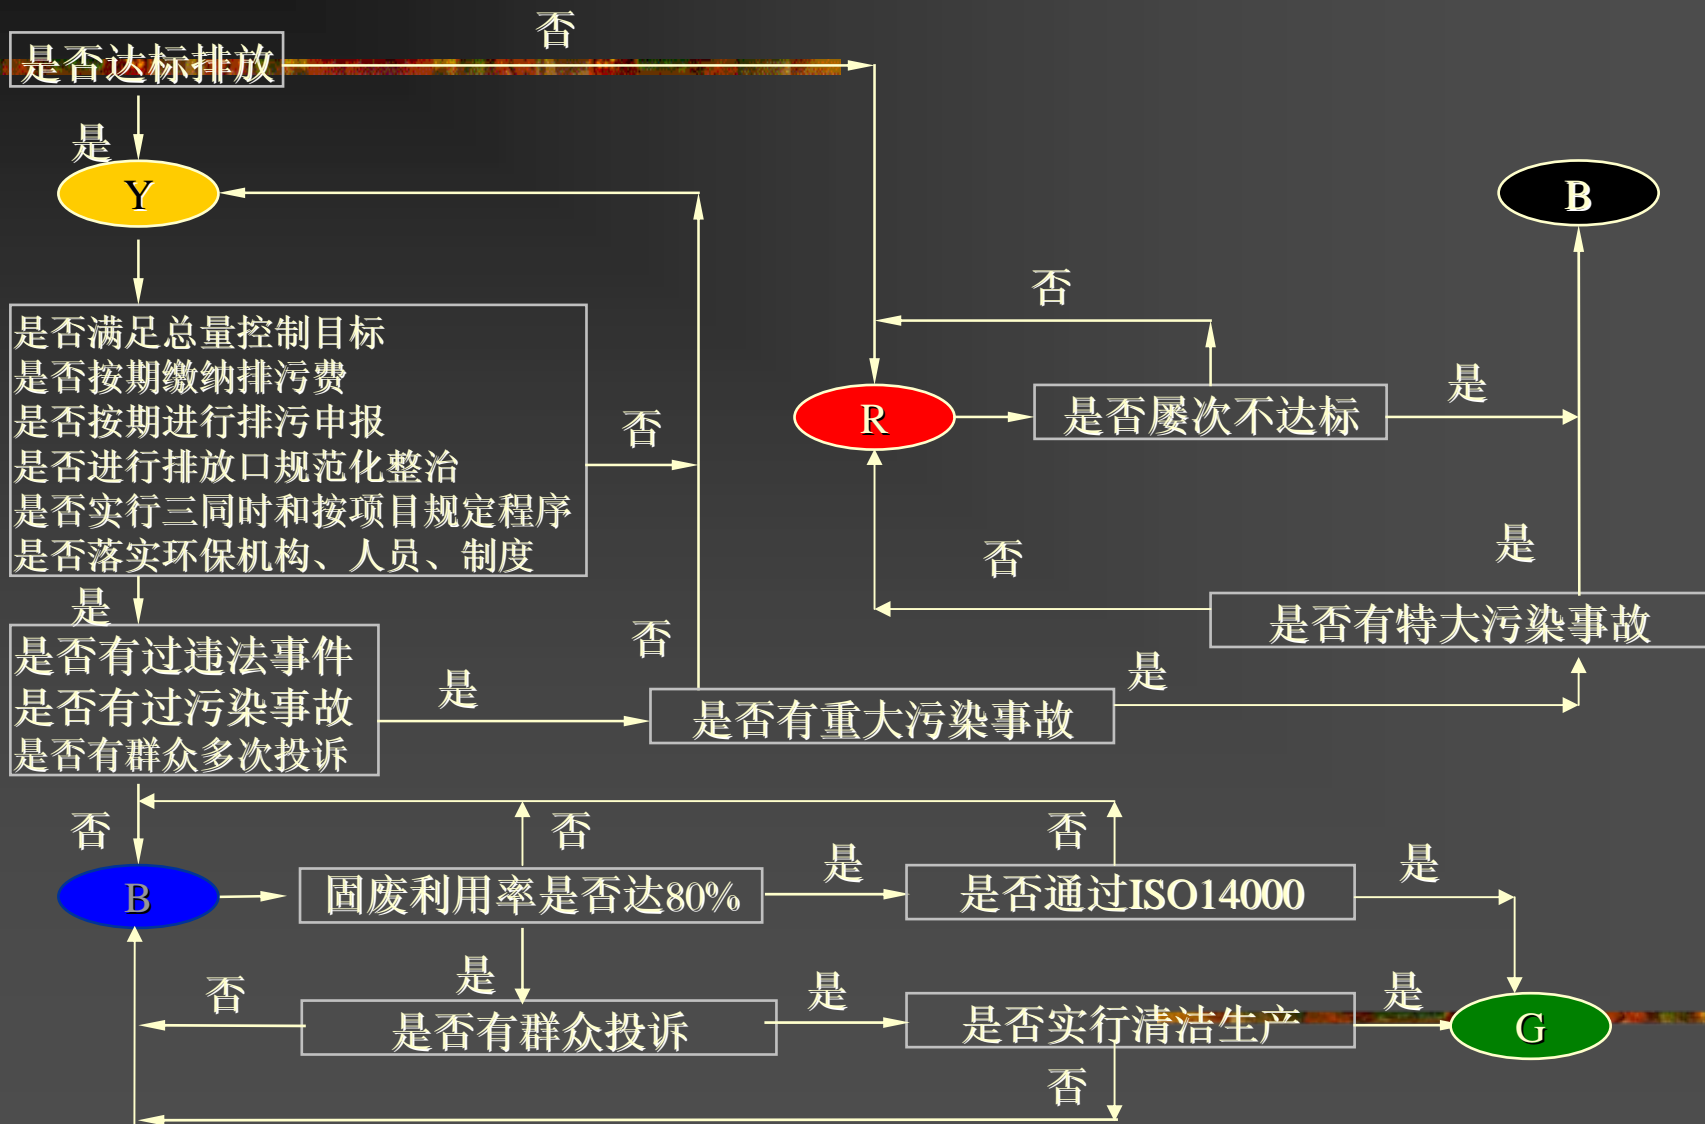 否
是否达标排放
是
Y
B
否
是否满足总量控制目标
是否按期缴纳排污费
是否按期进行排污申报
是否进行排放口规范化整治
是否实行三同时和按项目规定程序
是否落实环保机构、人员、制度
否
R
是否屡次不达标
是
是
否
是否有特大污染事故
是
是否有过违法事件
是否有过污染事故
是否有群众多次投诉
是
否
是否有重大污染事故
是
否
B
否
固废利用率是否达80%
是
否
是否通过ISO14000
是
否
是
是否有群众投诉
是
是否实行清洁生产
是
G
否